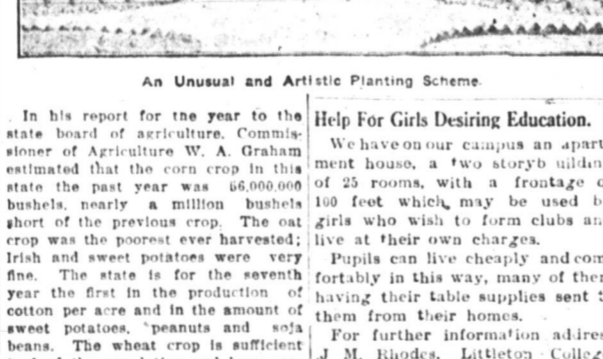 An Unusual and Artistic Planting Scheme.
In his report for tne year to the
state board of agriculture, Commis-
sioner of Agriculture W. A. Graham
estimated that the corn crop in this
state the past year was 56,000,000
bushels, nearly a million bushels
short of the previous crop. The oat
crop was the poorest ever harvested;
Irish and sweet potatoes were very
fine. The state is for the seventh
year the first in the production of
cotton per acre and in the amount of
sweet potatoes, peanuts and soja
beans. The wheat crop is sufficient
Help For Girls Desiring Education.
We have on our campus an apart
ment house, a two storyb uilding
of 25 rooms, with a frontage o
100 feet which, may be used b
girls who wish to form clubs an
live at their own charges.
Pupils can live cheaply and com
fortably in this way, many of them
having their table supplies sent t
them from their homes.
For further information addres
J M. Rhodes, Littleton Colleg